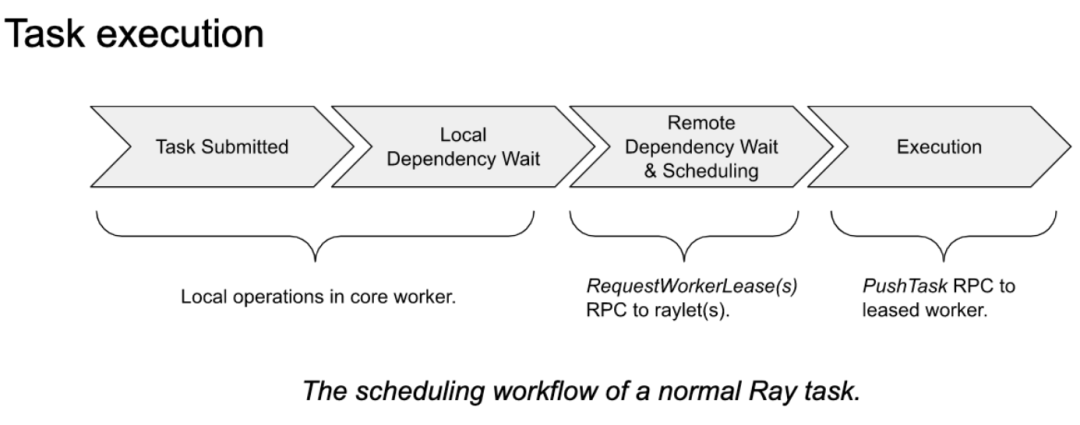 Task execution
Task Submitted
Local
Dependency Wait
Remote
Dependency Wait
& Scheduling
Execution
Local operations in core worker.
RequestWorkerLease(s)
RPC to raylet(s).
PushTask RPC to
leased worker.
The scheduling workflow of a normal Ray task.